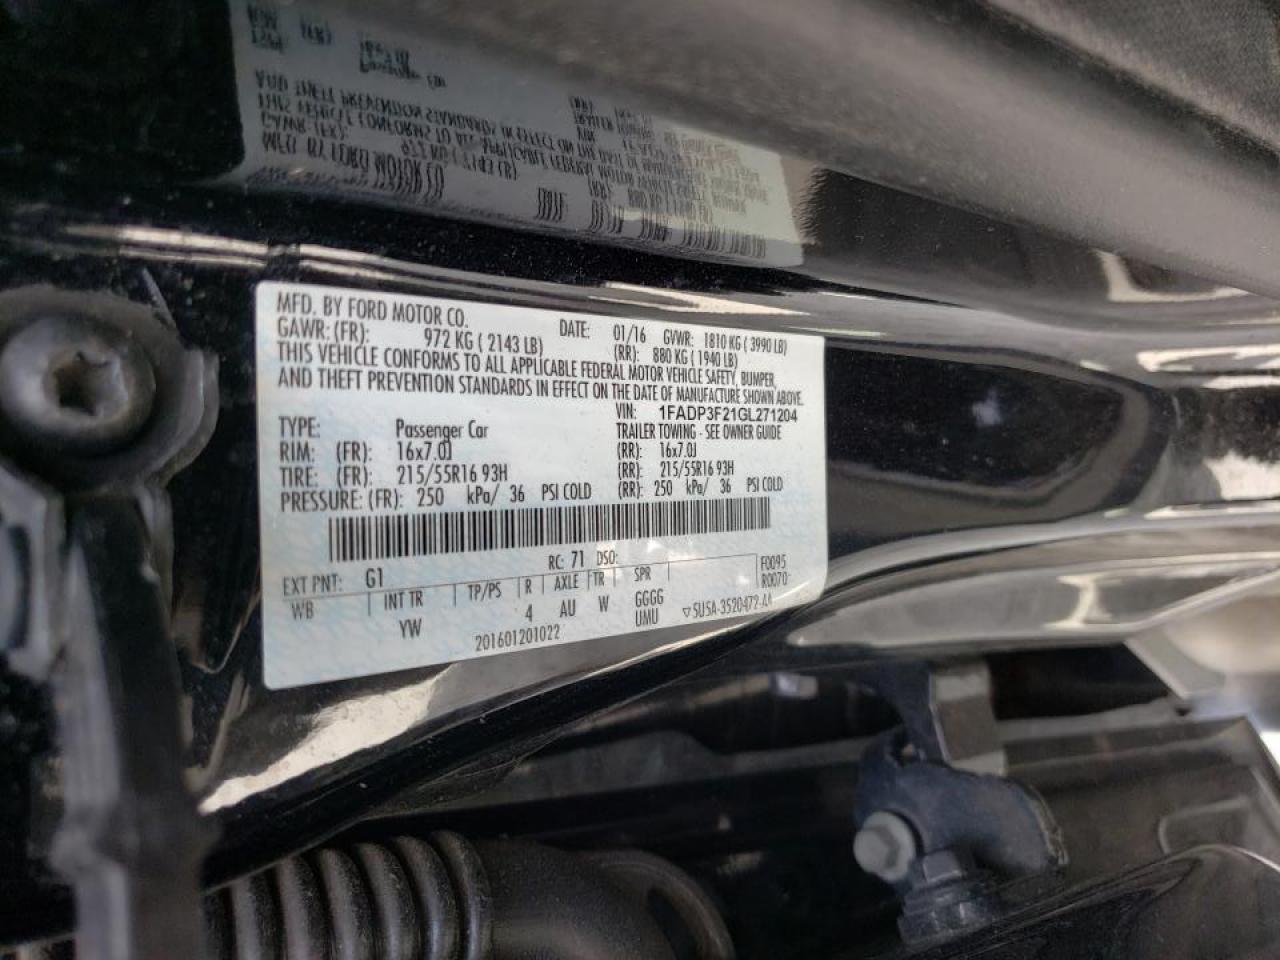 MFD. BY FORD MOTOR CO.
DATE: 01/16 GVWR: 1810 KG ( 3990 LB)
GAWR: (FR): 972 KG ( 2143 LB) (RR): 880 KG ( 1940 LB)
THIS VEHICLE CONFORMS TO ALL APPLICABLE FEDERAL MOTOR VEHICLE SAFETY, BUMPER,
AND THEFT PREVENTION STANDARDS IN EFFECT ON THE DATE OF MANUFACTURE SHOWN ABOVE.
VIN: 1FADP3F21GL271204
TYPE: Passenger Car TRAILER TOWING - SEE OWNER GUIDE
RIM: (FR): 16x7.0J (RR): 16x7.0J
TIRE: (FR): 215/55R16 93H (RR): 215/55R16 93H
PRESSURE: (FR): 250 kPa/ 36 PSI COLD (RR): 250 kPa/ 36 PSI COLD
EXT PNT: G1 RC: 71 DSO: F0095
WB INT TR TP/PS R AXLE TR SPR R0070
YW 4 AU W GGGG
UMU
201601201022 ▽5U5A-3520472-AA